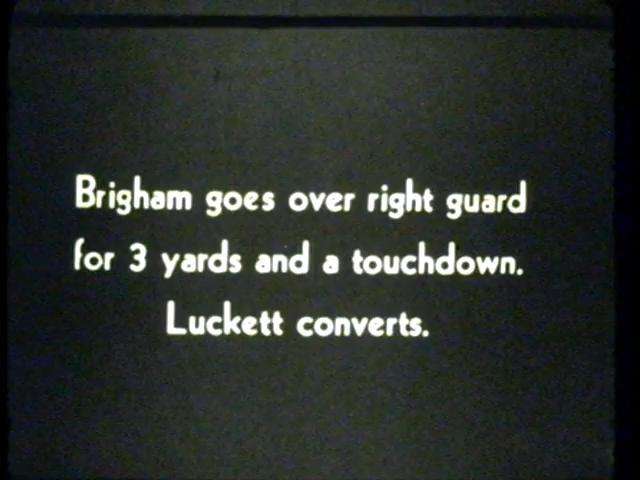 Brigham goes over right guard
for 3 yards and a touchdown.
Luckett converts.